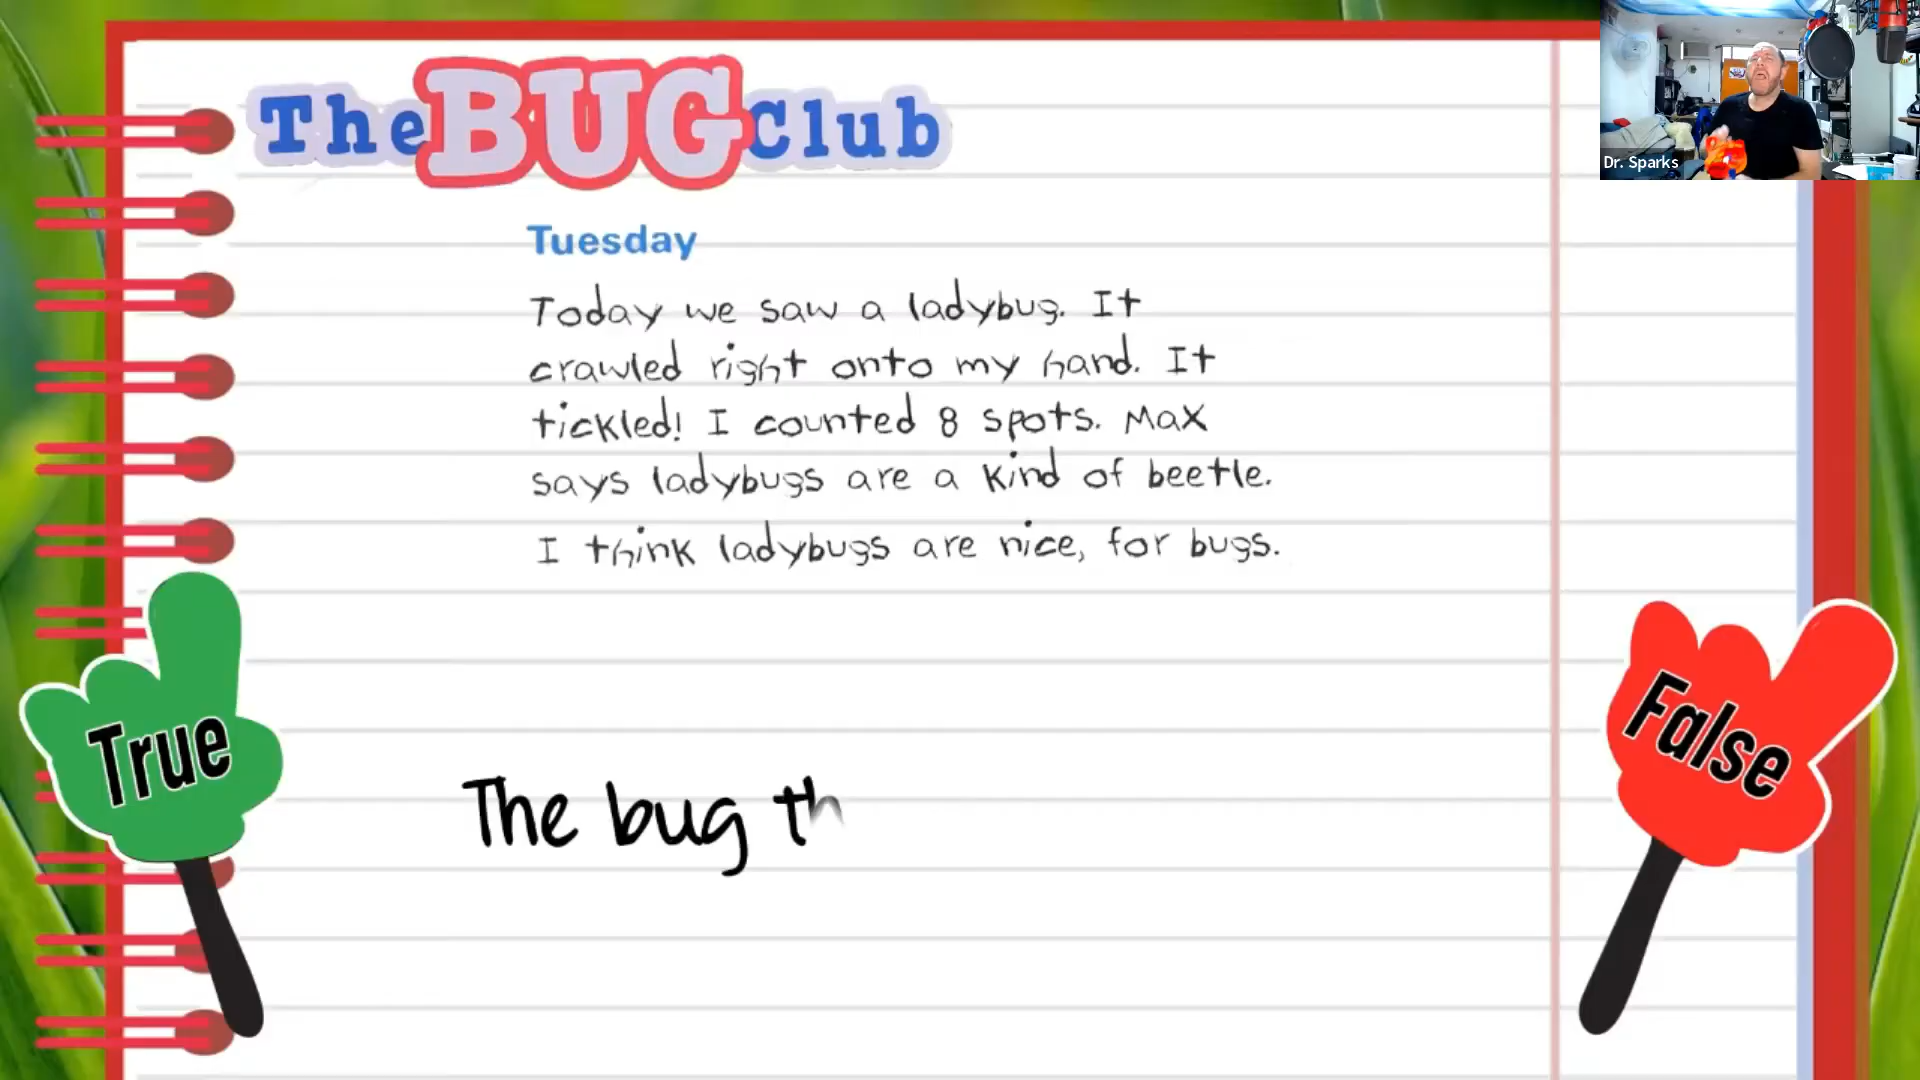 The BUG Club
Dr. Sparks
Tuesday
Today we saw a ladybug. It
crawled right onto my hand. It
tickled! I counted 8 spots. Max
says ladybugs are a kind of beetle.
I think ladybugs are nice, for bugs.
True
False
The bug th